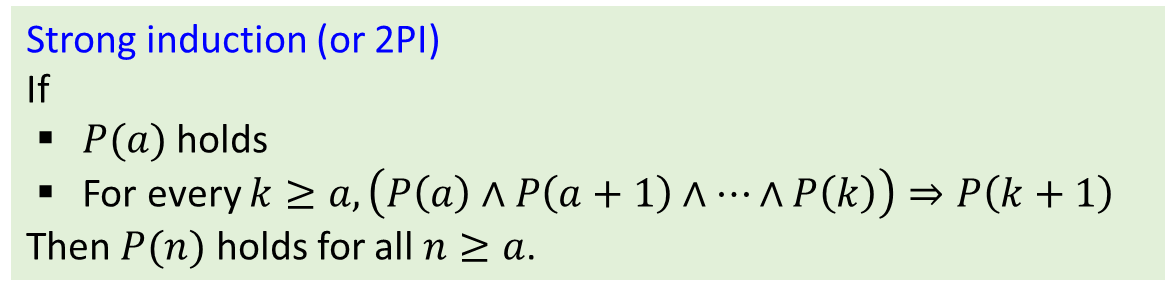 Strong induction (or 2PI)
If
▪ P(a) holds
▪ For every k ≥ a, (P(a) ∧ P(a + 1) ∧ ⋯ ∧ P(k)) ⇒ P(k + 1)
Then P(n) holds for all n ≥ a.